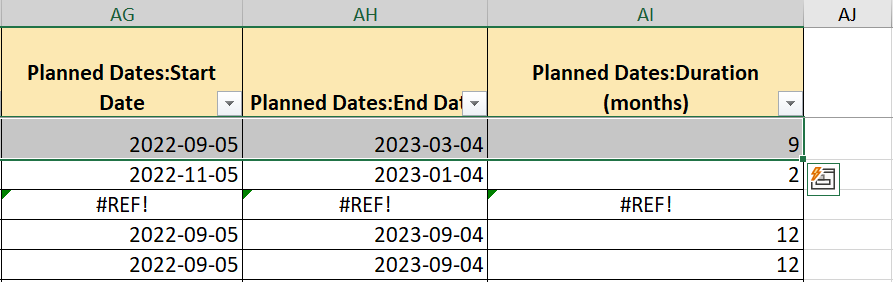 AG AH AI AJ
Planned Dates:Start
Date
Planned Dates:End Dat
Planned Dates:Duration
(months)
2022-09-05 2023-03-04 9
2022-11-05 2023-01-04 2
#REF! #REF! #REF!
2022-09-05 2023-09-04 12
2022-09-05 2023-09-04 12